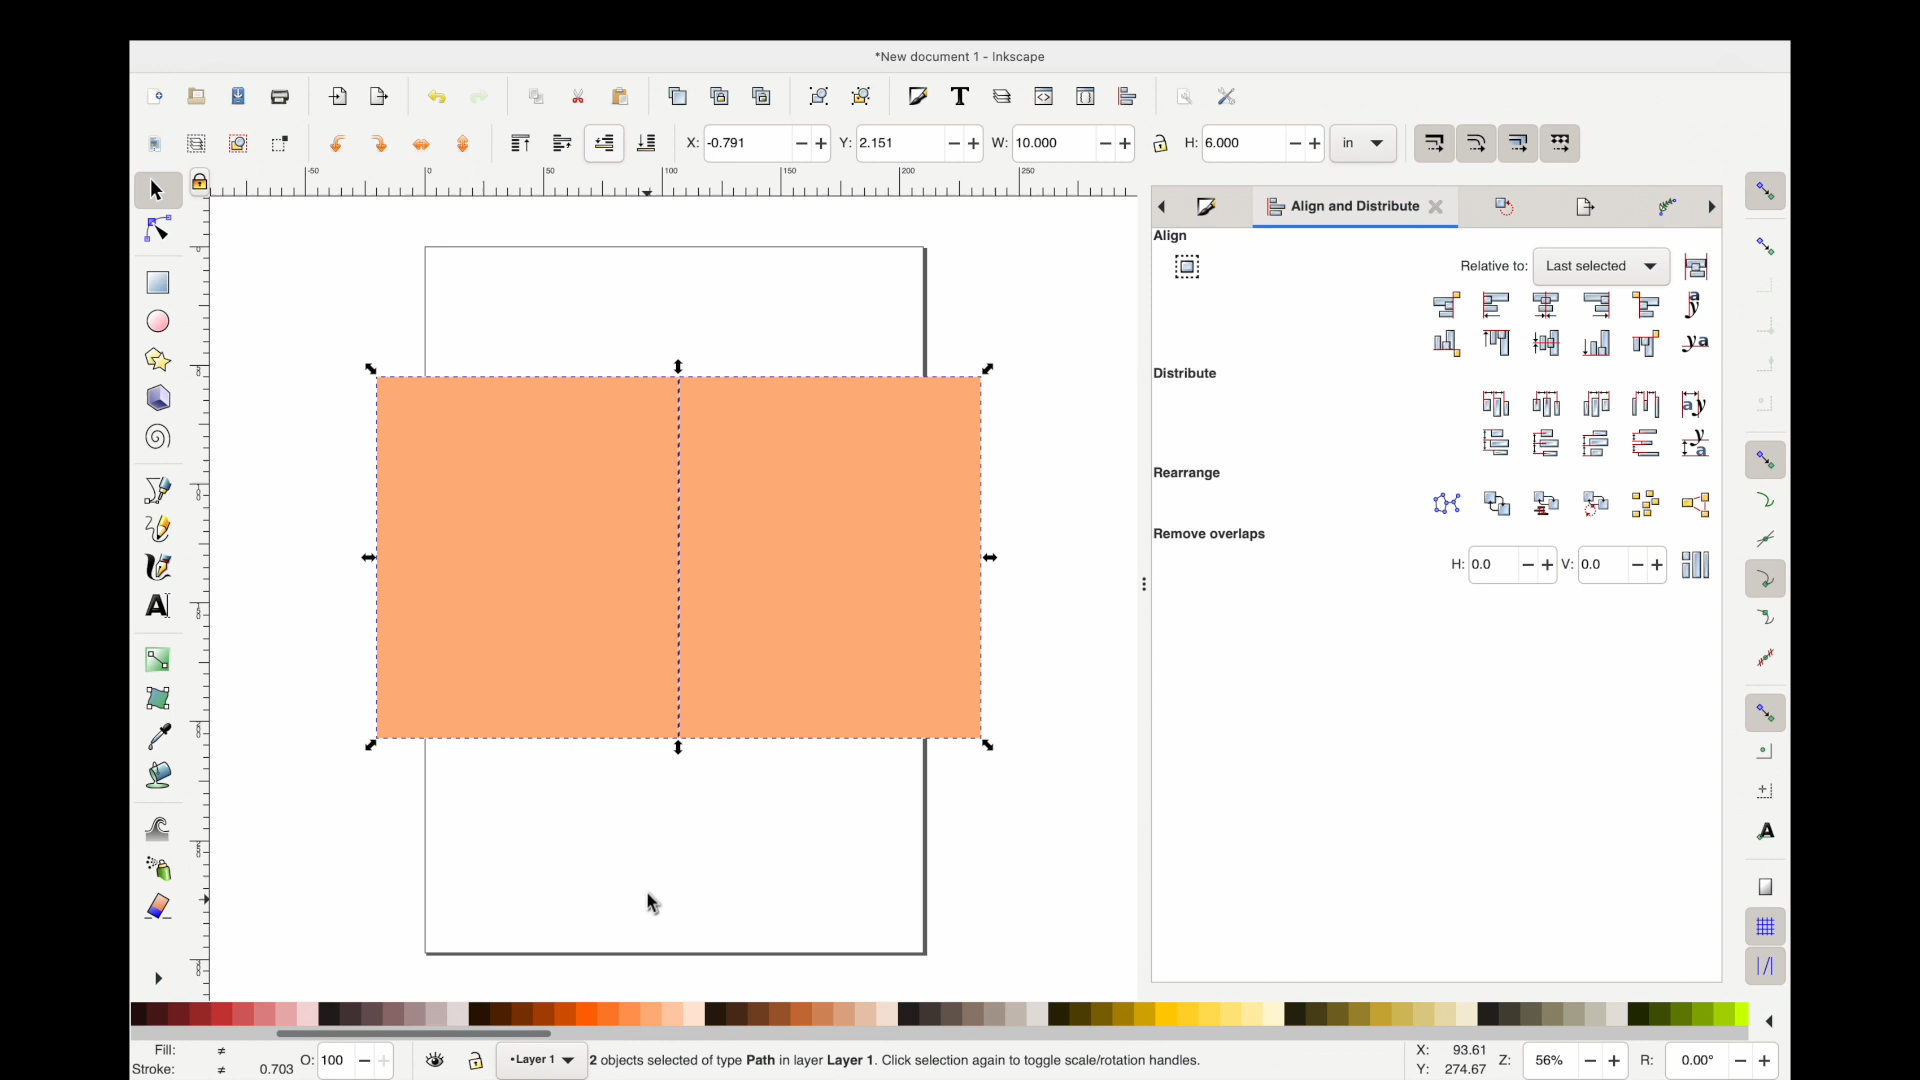 *New document 1 - Inkscape
X: -0.791 Y: 2.151 W: 10.000 H: 6.000 in
-50 0 50 100 150 200 250
Align and Distribute
Align
Relative to: Last selected
Distribute
Rearrange
Remove overlaps
H: 0.0 V: 0.0
Fill: ≠
Stroke: ≠ 0.703
O: 100
•Layer 1
2 objects selected of type Path in layer Layer 1. Click selection again to toggle scale/rotation handles.
X: 93.61
Y: 274.67
Z: 56%
R: 0.00°